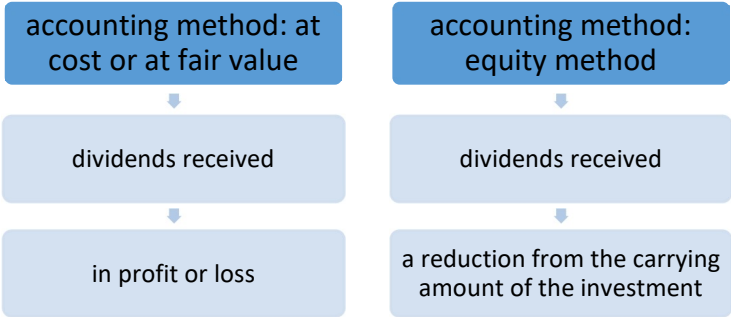 accounting method: at
cost or at fair value
dividends received
in profit or loss
accounting method:
equity method
dividends received
a reduction from the carrying
amount of the investment